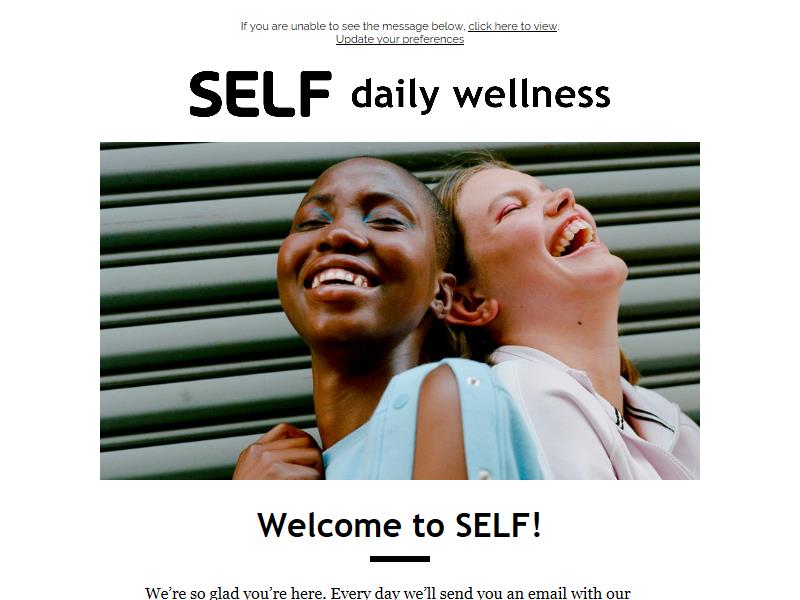 If you are unable to see the message below, click here to view.
Update your preferences
SELF daily wellness
Welcome to SELF!
We’re so glad you’re here. Every day we’ll send you an email with our